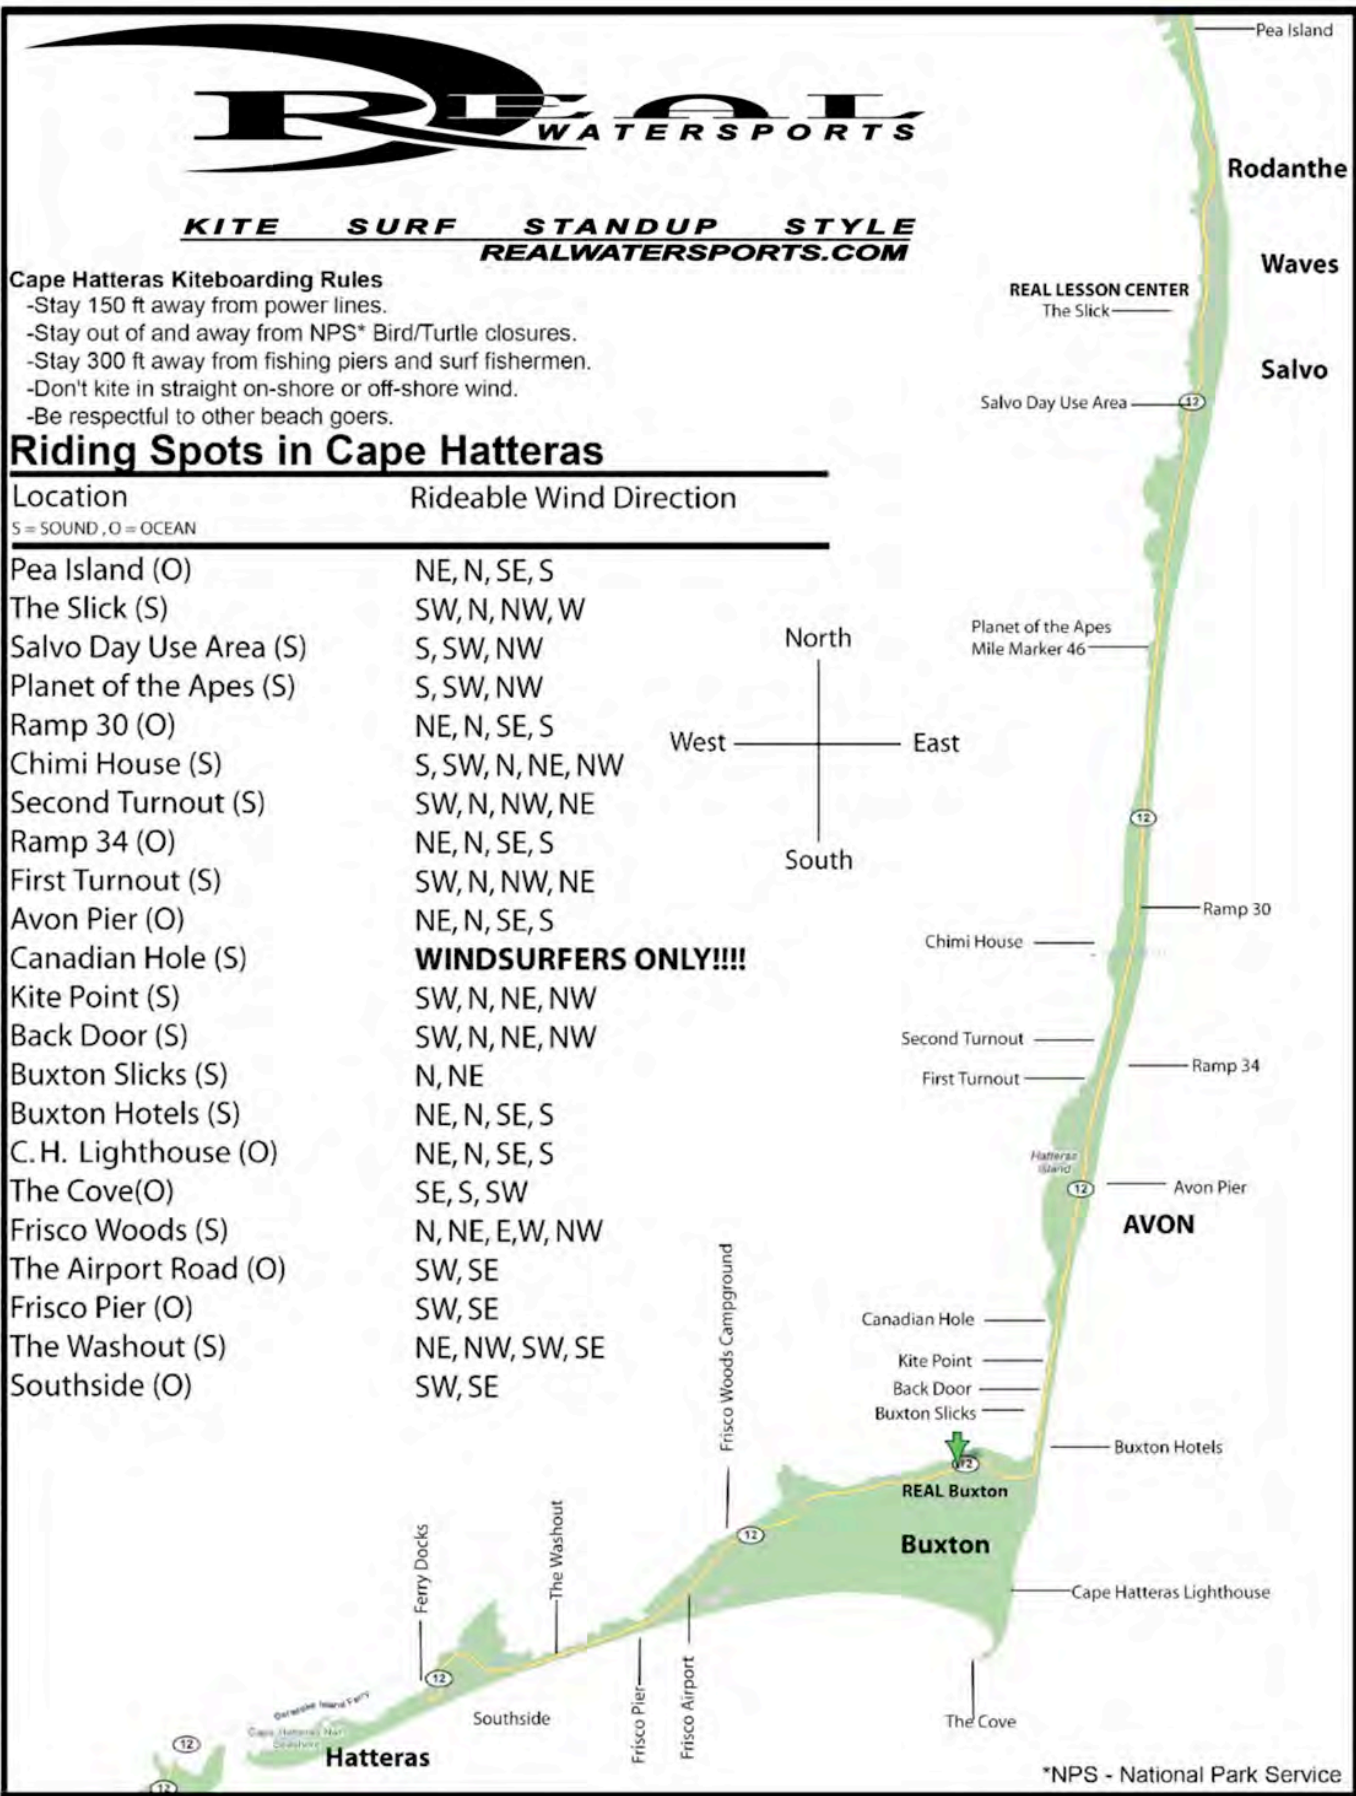 REAL
WATERSPORTS
KITE SURF STANDUP STYLE
REALWATERSPORTS.COM
Cape Hatteras Kiteboarding Rules
-Stay 150 ft away from power lines.
-Stay out of and away from NPS* Bird/Turtle closures.
-Stay 300 ft away from fishing piers and surf fishermen.
-Don't kite in straight on-shore or off-shore wind.
-Be respectful to other beach goers.
Riding Spots in Cape Hatteras
Location Rideable Wind Direction
S = SOUND , O = OCEAN
Pea Island (O) NE, N, SE, S
The Slick (S) SW, N, NW, W
Salvo Day Use Area (S) S, SW, NW
Planet of the Apes (S) S, SW, NW
Ramp 30 (O) NE, N, SE, S
Chimi House (S) S, SW, N, NE, NW
Second Turnout (S) SW, N, NW, NE
Ramp 34 (O) NE, N, SE, S
First Turnout (S) SW, N, NW, NE
Avon Pier (O) NE, N, SE, S
Canadian Hole (S) WINDSURFERS ONLY!!!!
Kite Point (S) SW, N, NE, NW
Back Door (S) SW, N, NE, NW
Buxton Slicks (S) N, NE
Buxton Hotels (S) NE, N, SE, S
C.H. Lighthouse (O) NE, N, SE, S
The Cove(O) SE, S, SW
Frisco Woods (S) N, NE, E,W, NW
The Airport Road (O) SW, SE
Frisco Pier (O) SW, SE
The Washout (S) NE, NW, SW, SE
Southside (O) SW, SE
North
West East
South
Pea Island
Rodanthe
Waves
REAL LESSON CENTER
The Slick
Salvo
Salvo Day Use Area
12
Planet of the Apes
Mile Marker 46
12
Ramp 30
Chimi House
Second Turnout
Ramp 34
First Turnout
Hatteras
Island
12
Avon Pier
AVON
Canadian Hole
Kite Point
Back Door
Buxton Slicks
Buxton Hotels
12
REAL Buxton
Buxton
Cape Hatteras Lighthouse
The Cove
Frisco Woods Campground
12
The Washout
Ferry Docks
12
Frisco Pier
Frisco Airport
Southside
Ocracoke Island Ferry
Cape Hatteras Nat'
Seashore
Hatteras
12
12
*NPS - National Park Service